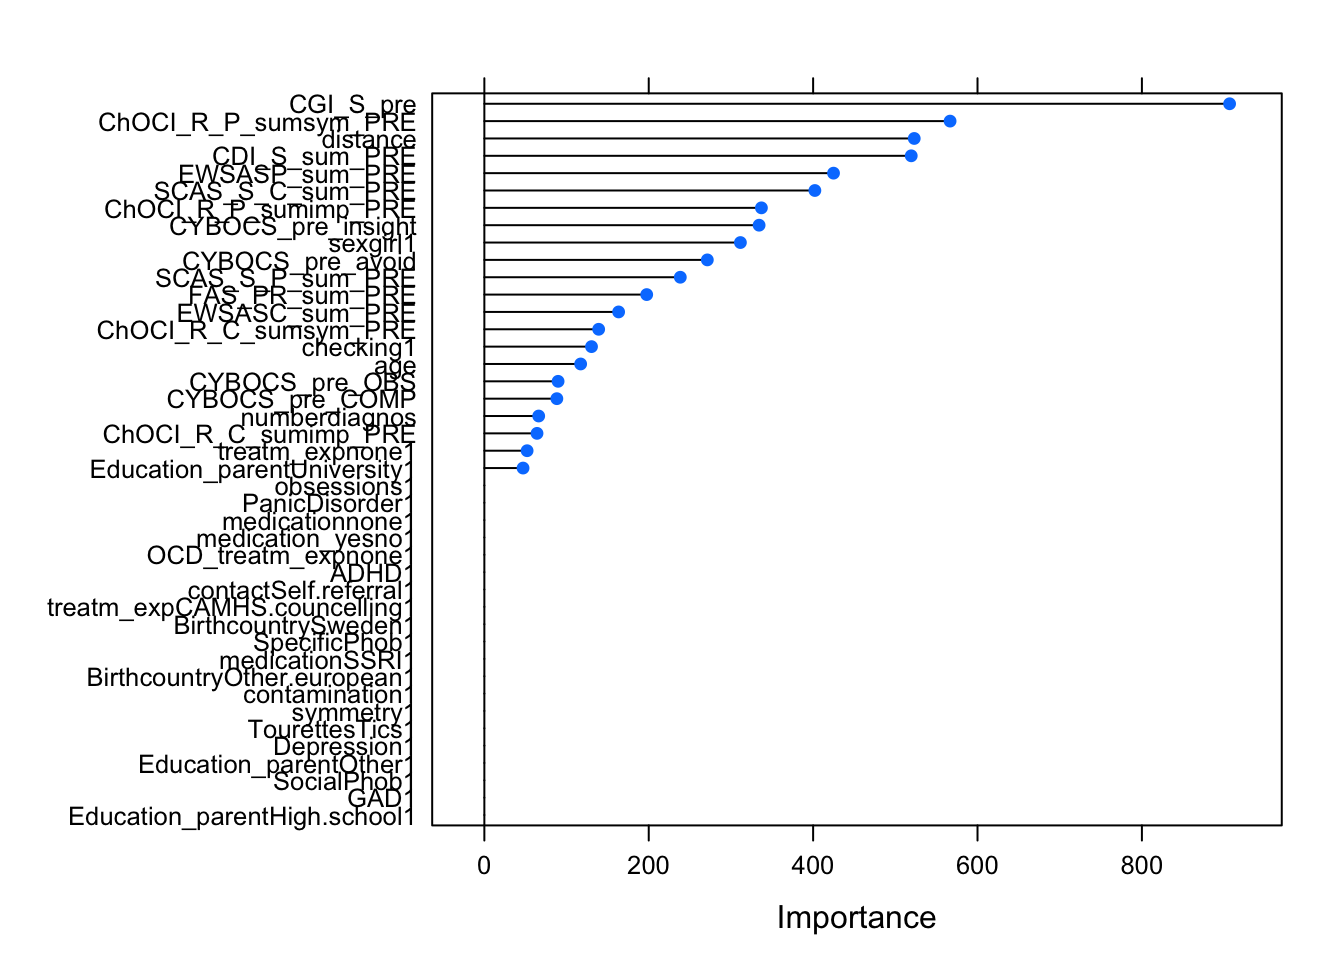 CGI_S_pre
ChOCI_R_P_sumsym_PRE
distance
CDI_S_sum_PRE
EWSASP_sum_PRE
SCAS_S_C_sum_PRE
ChOCI_R_P_sumimp_PRE
CYBOCS_pre_insight
sexgirl1
CYBOCS_pre_avoid
SCAS_S_P_sum_PRE
FAS_PR_sum_PRE
EWSASC_sum_PRE
ChOCI_R_C_sumsym_PRE
checking1
age
CYBOCS_pre_OBS
CYBOCS_pre_COMP
numberdiagnos
ChOCI_R_C_sumimp_PRE
treatm_expnone1
Education_parentUniversity1
obsessions1
PanicDisorder1
medicationnone1
medication_yesno1
OCD_treatm_expnone1
ADHD1
contactSelf.referral1
treatm_expCAMHS.councelling1
BirthcountrySweden1
SpecificPhob1
medicationSSRI1
BirthcountryOther.european1
contamination1
symmetry1
TourettesTics1
Depression1
Education_parentOther1
SocialPhob1
GAD1
Education_parentHigh.school1
0 200 400 600 800
Importance